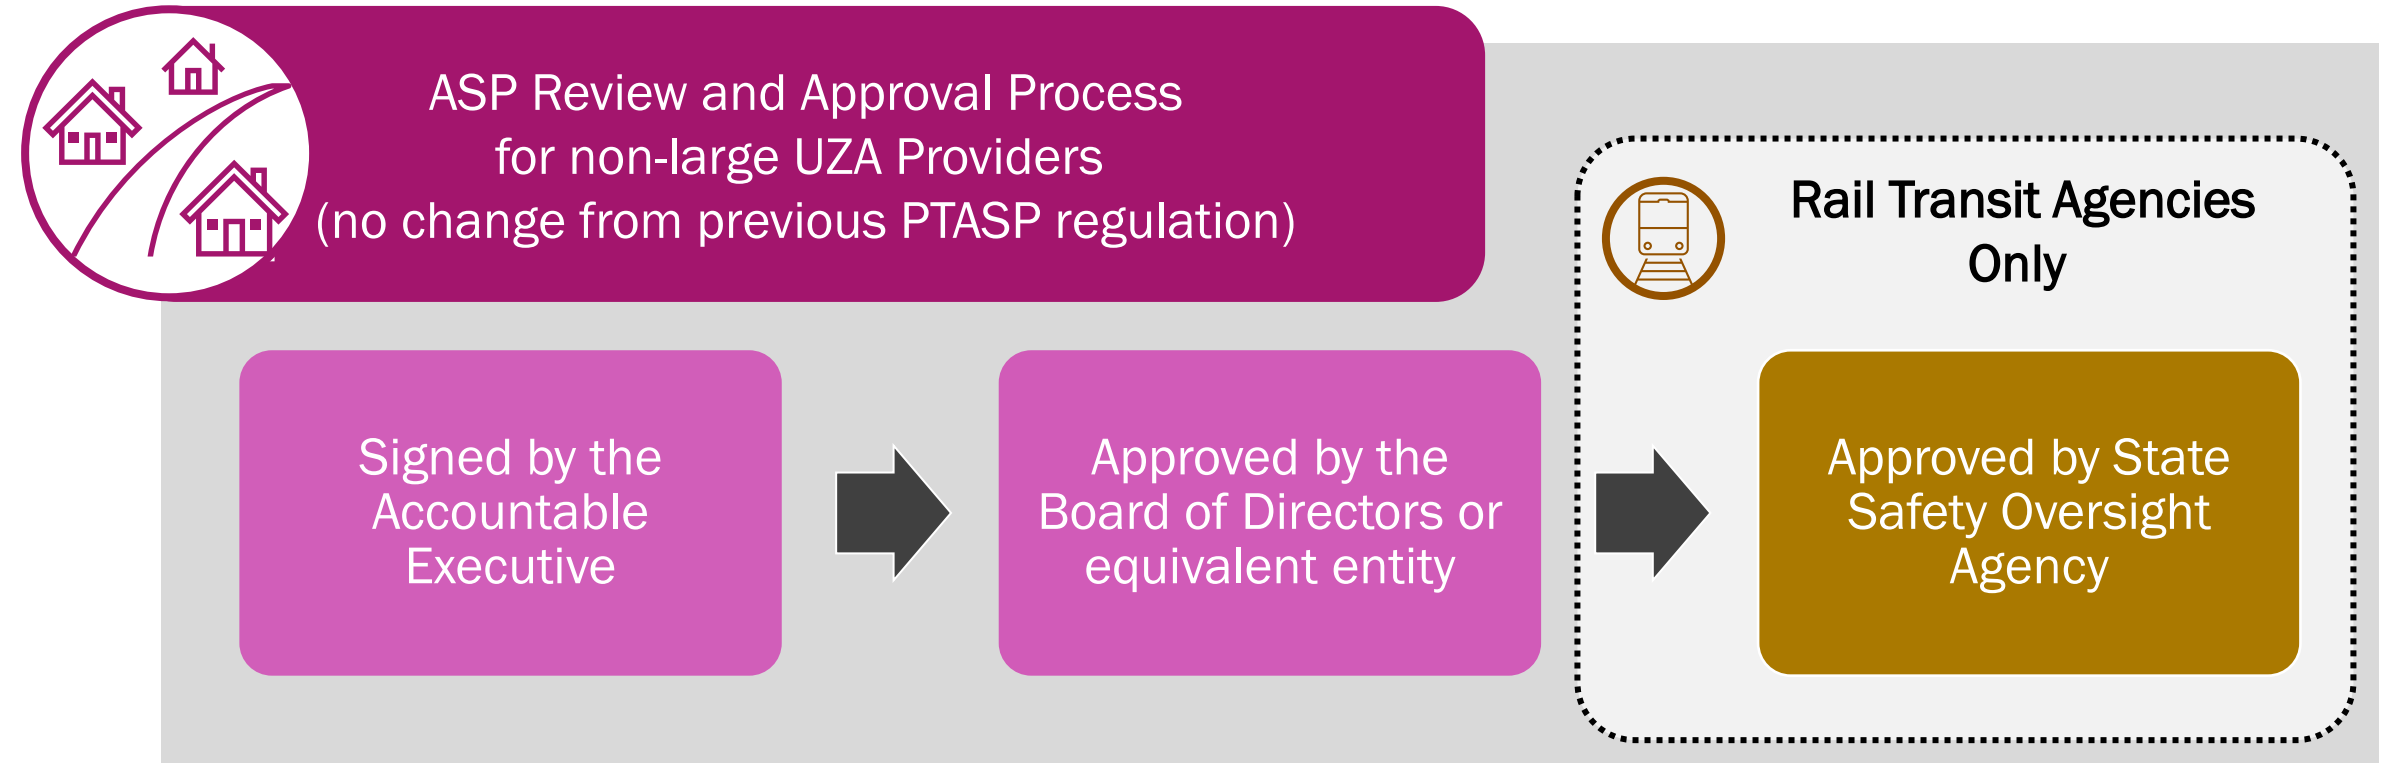 ASP Review and Approval Process
for non-large UZA Providers
(no change from previous PTASP regulation)
Rail Transit Agencies
Only
Signed by the
Accountable
Executive
Approved by the
Board of Directors or
equivalent entity
Approved by State
Safety Oversight
Agency